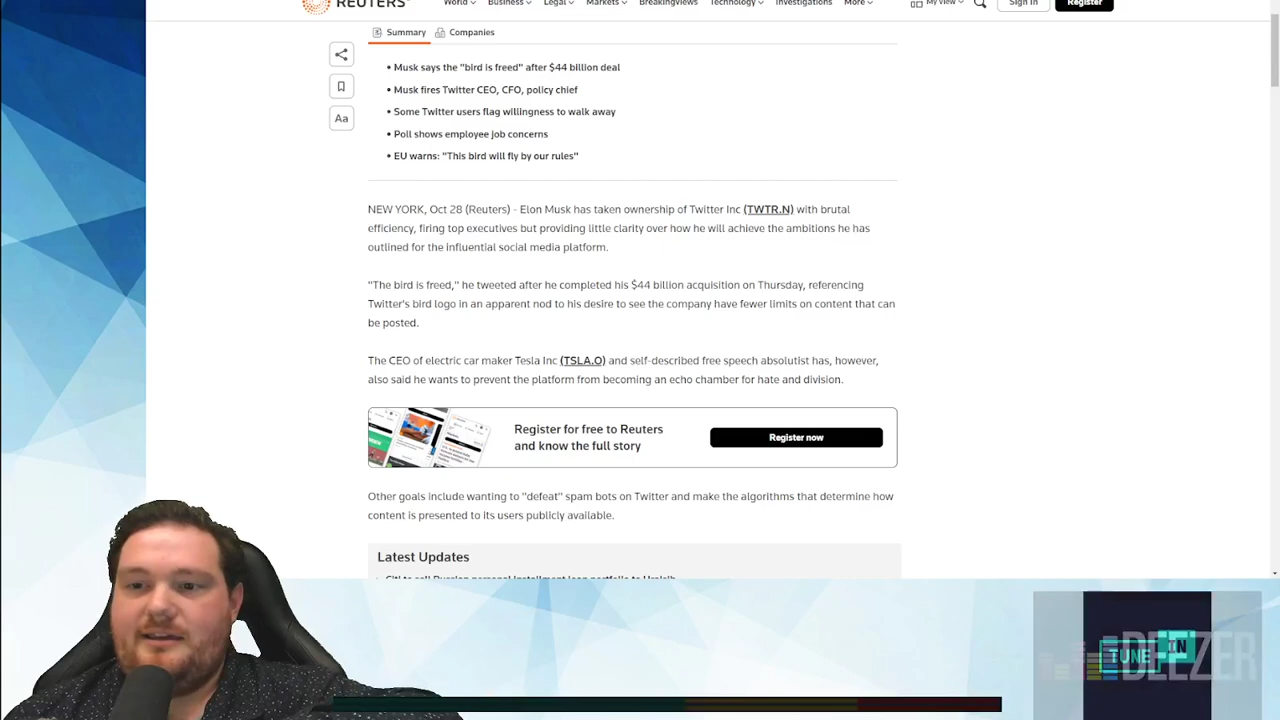 REUTERS
World Business Legal Markets Breakingviews Technology Investigations More My View Sign In Register
Summary Companies
• Musk says the "bird is freed" after $44 billion deal
• Musk fires Twitter CEO, CFO, policy chief
Aa • Some Twitter users flag willingness to walk away
• Poll shows employee job concerns
• EU warns: "This bird will fly by our rules"
NEW YORK, Oct 28 (Reuters) - Elon Musk has taken ownership of Twitter Inc (TWTR.N) with brutal
efficiency, firing top executives but providing little clarity over how he will achieve the ambitions he has
outlined for the influential social media platform.
"The bird is freed," he tweeted after he completed his $44 billion acquisition on Thursday, referencing
Twitter's bird logo in an apparent nod to his desire to see the company have fewer limits on content that can
be posted.
The CEO of electric car maker Tesla Inc (TSLA.O) and self-described free speech absolutist has, however,
also said he wants to prevent the platform from becoming an echo chamber for hate and division.
Register for free to Reuters
and know the full story
Register now
Other goals include wanting to "defeat" spam bots on Twitter and make the algorithms that determine how
content is presented to its users publicly available.
Latest Updates
Citi to sell Russian personal installment loan portfolio to Uralsib
DEEZER
TUNE IN